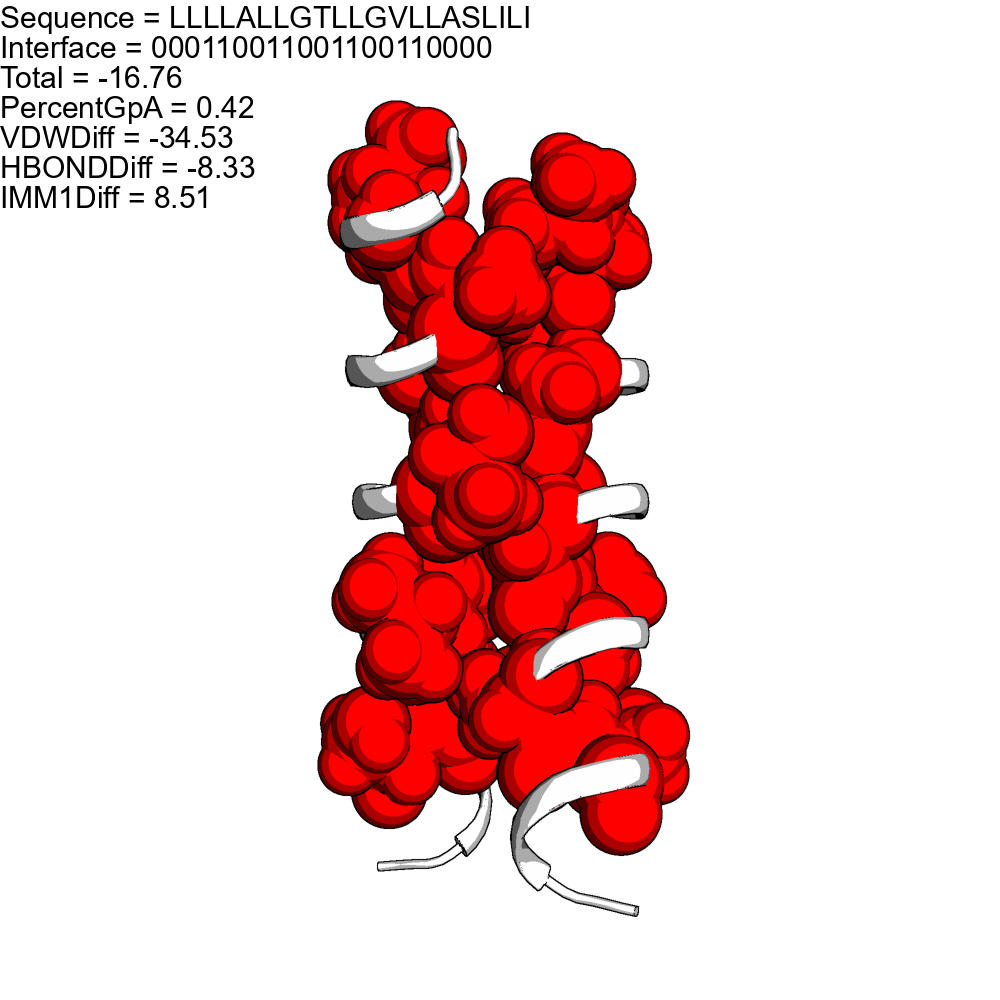 Sequence = LLLLALLGTLLGVLLASLILI
Interface = 000110011001100110000
Total = -16.76
PercentGpA = 0.42
VDWDiff = -34.53
HBONDDiff = -8.33
IMM1Diff = 8.51